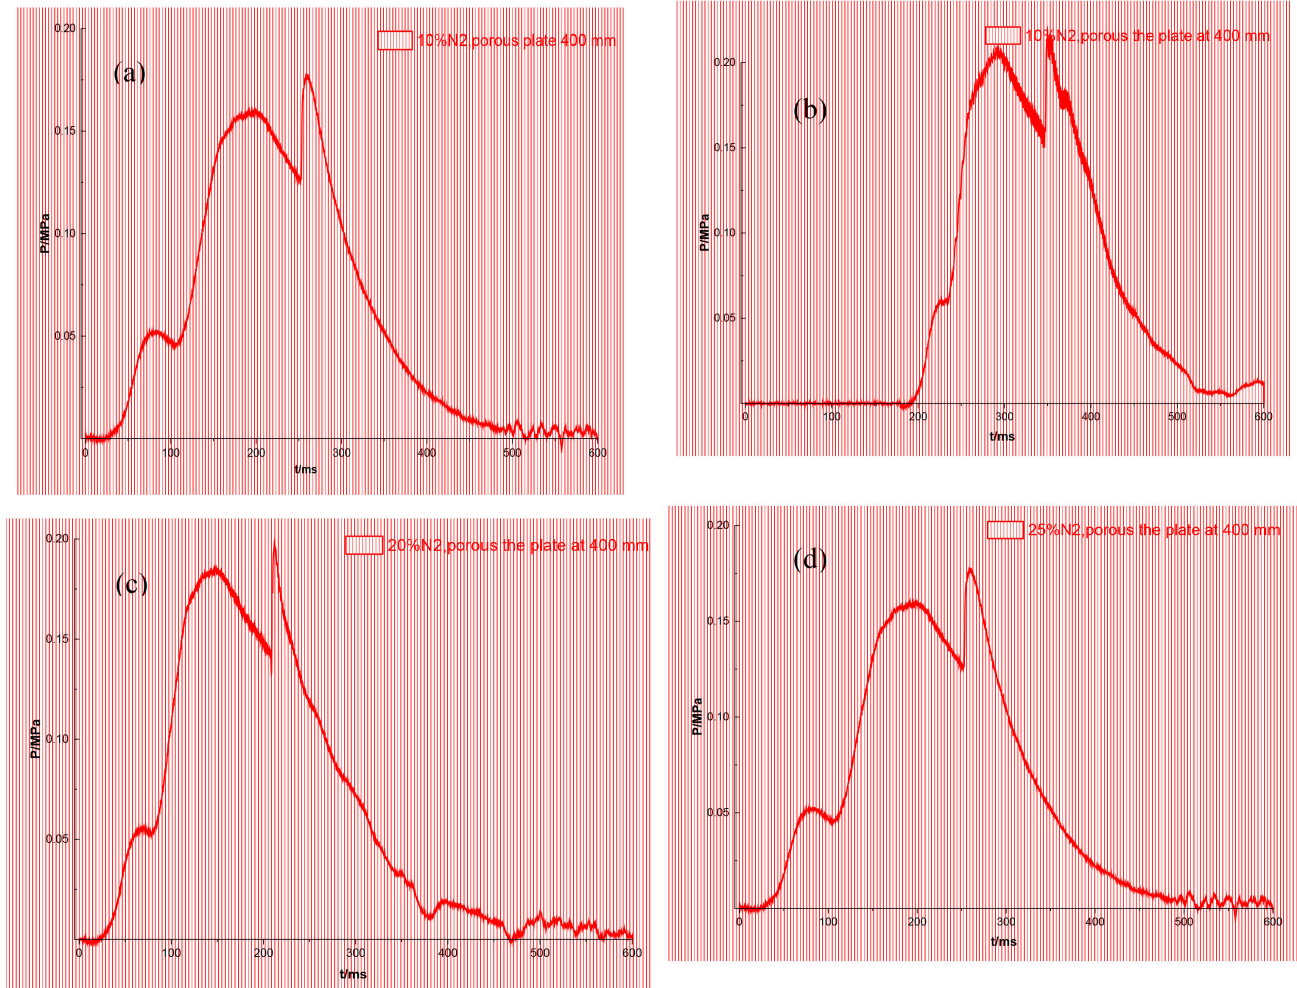 0.20
10%N2,porous plate 400 mm
(a)
0.15
P/MPa
0.10
0.05
0 100 200 300 400 500 600
t/ms
10%N2,porous the plate at 400 mm
0.20
(b)
0.15
P/MPa
0.10
0.05
0 100 200 300 400 500 600
t/ms
0.20
20%N2,porous the plate at 400 mm
(c)
0.15
P/MPa
0.10
0.05
0 100 200 300 400 500 600
t/ms
0.20
25%N2,porous the plate at 400 mm
(d)
0.15
P/MPa
0.10
0.05
0 100 200 300 400 500 600
t/ms